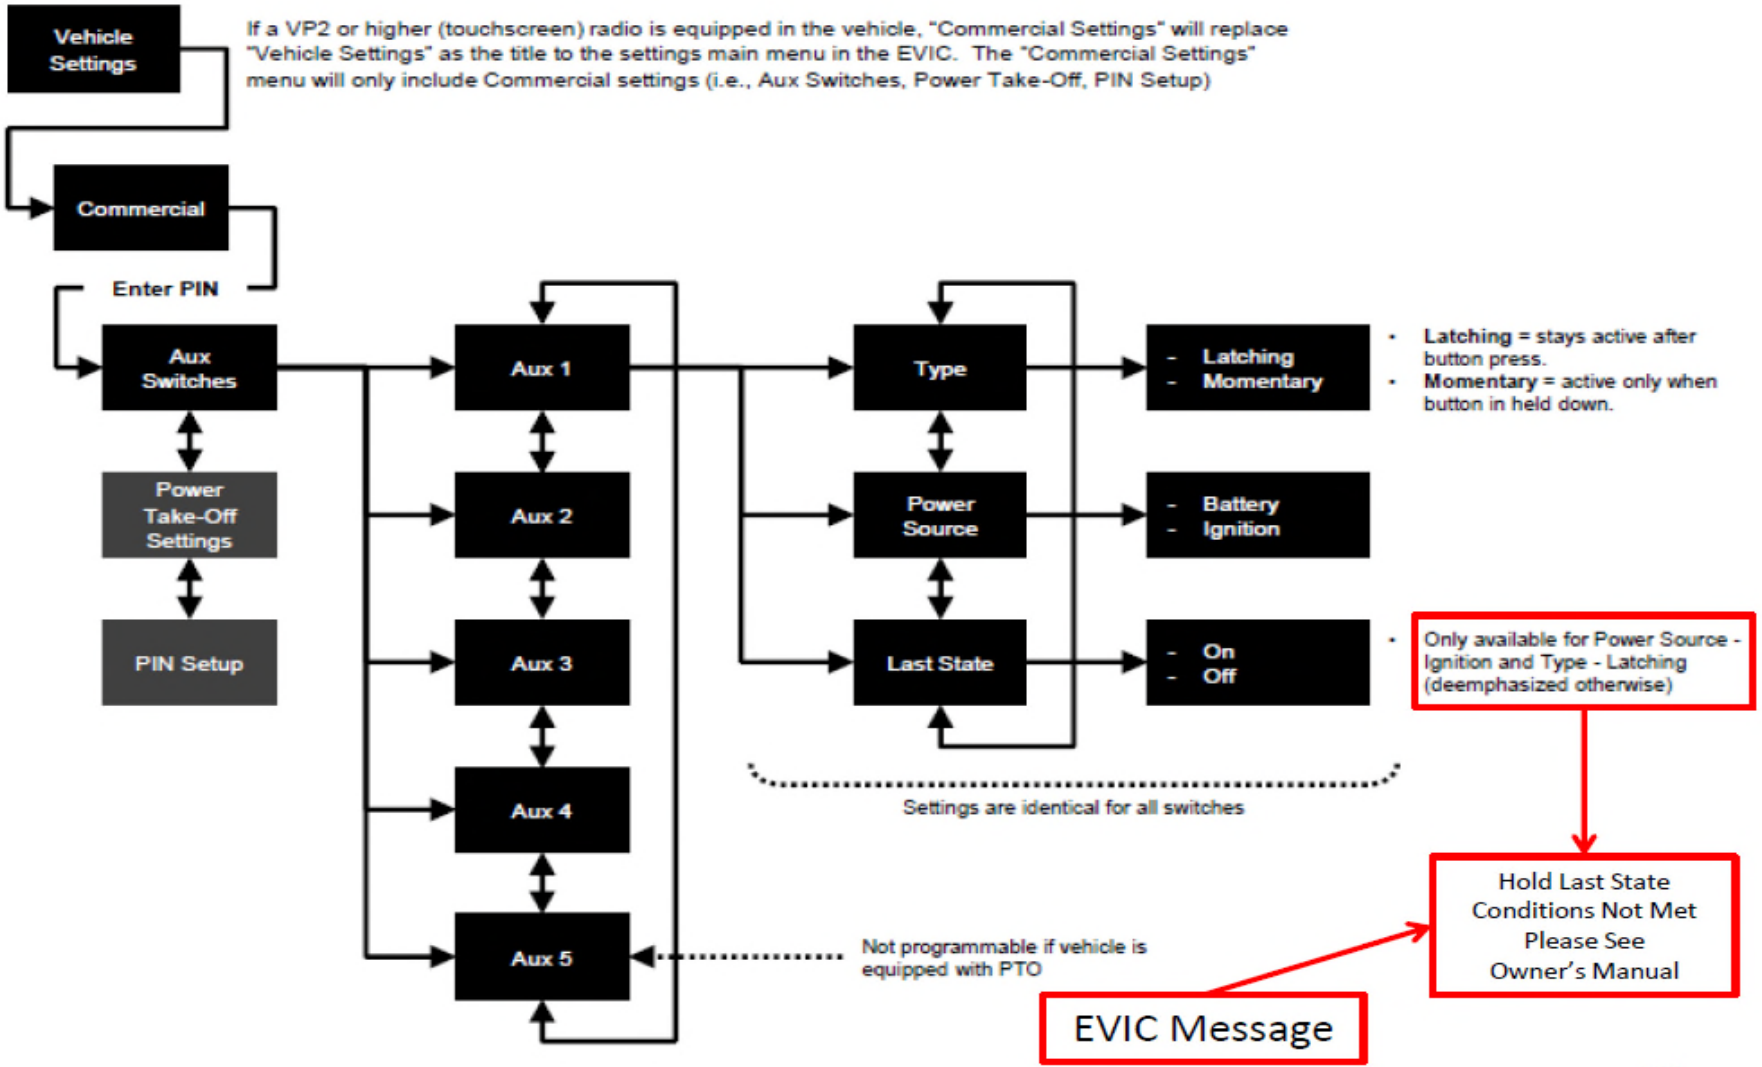 Vehicle
Settings
If a VP2 or higher (touchscreen) radio is equipped in the vehicle, "Commercial Settings" will replace
"Vehicle Settings" as the title to the settings main menu in the EVIC. The "Commercial Settings"
menu will only include Commercial settings (i.e., Aux Switches, Power Take-Off, PIN Setup)
Commercial
Enter PIN
Aux
Switches
Power
Take-Off
Settings
PIN Setup
Aux 1
Aux 2
Aux 3
Aux 4
Aux 5
Type
Power
Source
Last State
- Latching
- Momentary
- Battery
- Ignition
- On
- Off
• Latching = stays active after
button press.
• Momentary = active only when
button in held down.
• Only available for Power Source -
Ignition and Type - Latching
(deemphasized otherwise)
Settings are identical for all switches
Not programmable if vehicle is
equipped with PTO
Hold Last State
Conditions Not Met
Please See
Owner's Manual
EVIC Message